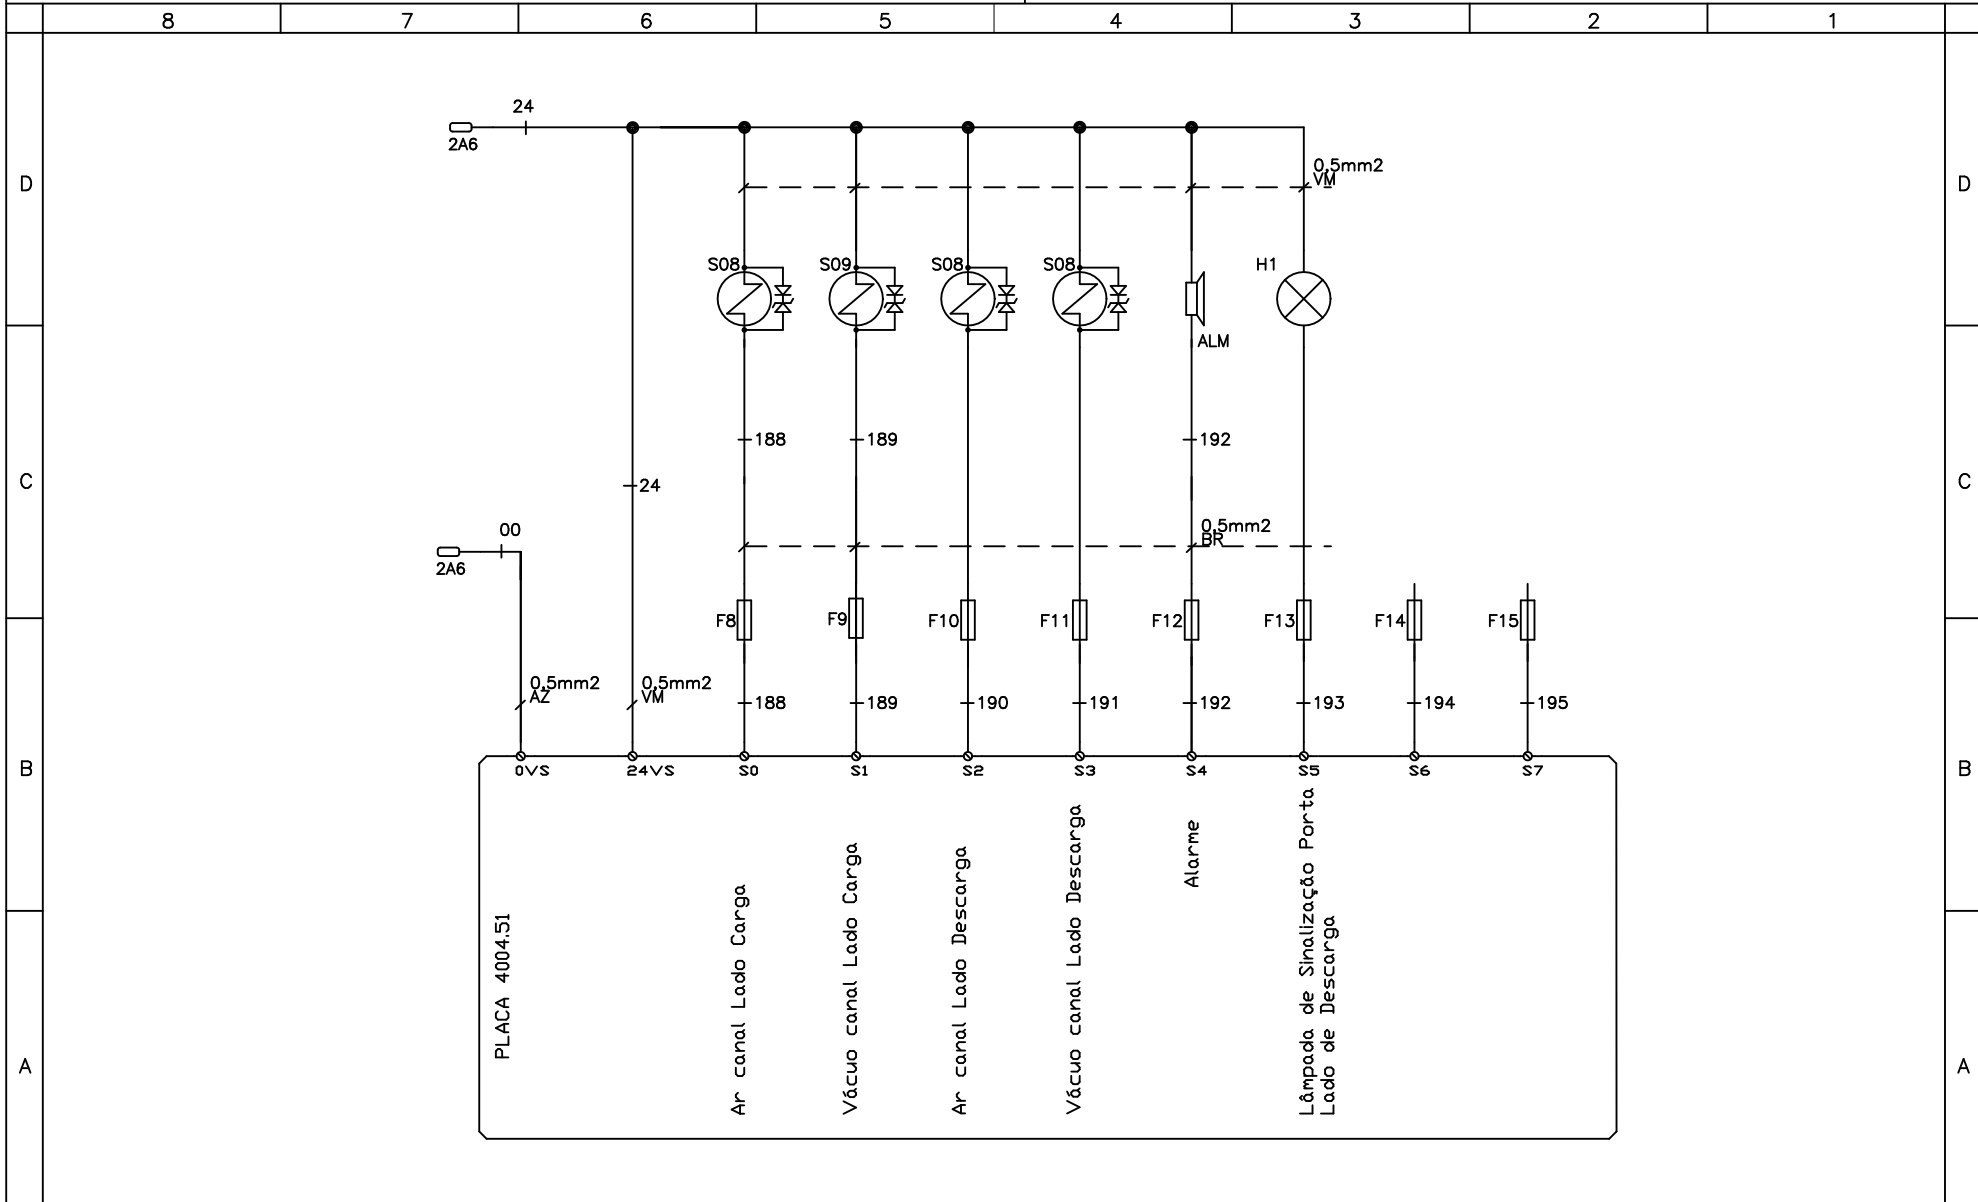 8 7 6 5 4 3 2 1
24
2A6
D D
0,5mm2
VM
S08 S09 S08 S08 H1
ALM
188 189 192
C C
24
00
0,5mm2
BR
2A6
F8 F9 F10 F11 F12 F13 F14 F15
0,5mm2 0,5mm2
AZ VM
188 189 190 191 192 193 194 195
B B
0VS 24VS S0 S1 S2 S3 S4 S5 S6 S7
PLACA 4004.51
Ar canal Lado Carga
Vácuo canal Lado Carga
Ar canal Lado Descarga
Vácuo canal Lado Descarga
Alarme
Lâmpada de Sinalização Porta
Lado de Descarga
A A